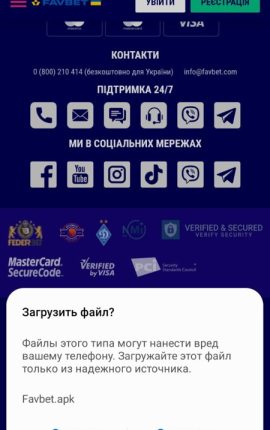 FAVBET
УВІЙТИ
РЕЄСТРАЦІЯ
VISA
КОНТАКТИ
0 (800) 210 414 (безкоштовно для України) info@favbet.com
ПІДТРИМКА 24/7
МИ В СОЦІАЛЬНИХ МЕРЕЖАХ
You
Tube
FEDERBET
NMi
VERIFIED & SECURED
VERIFY SECURITY
MasterCard.
SecureCode.
VERIFIED
by VISA
PCI
Security
Standards Council
Загрузить файл?
Файлы этого типа могут нанести вред
вашему телефону. Загружайте этот файл
только из надежного источника.
Favbet.apk